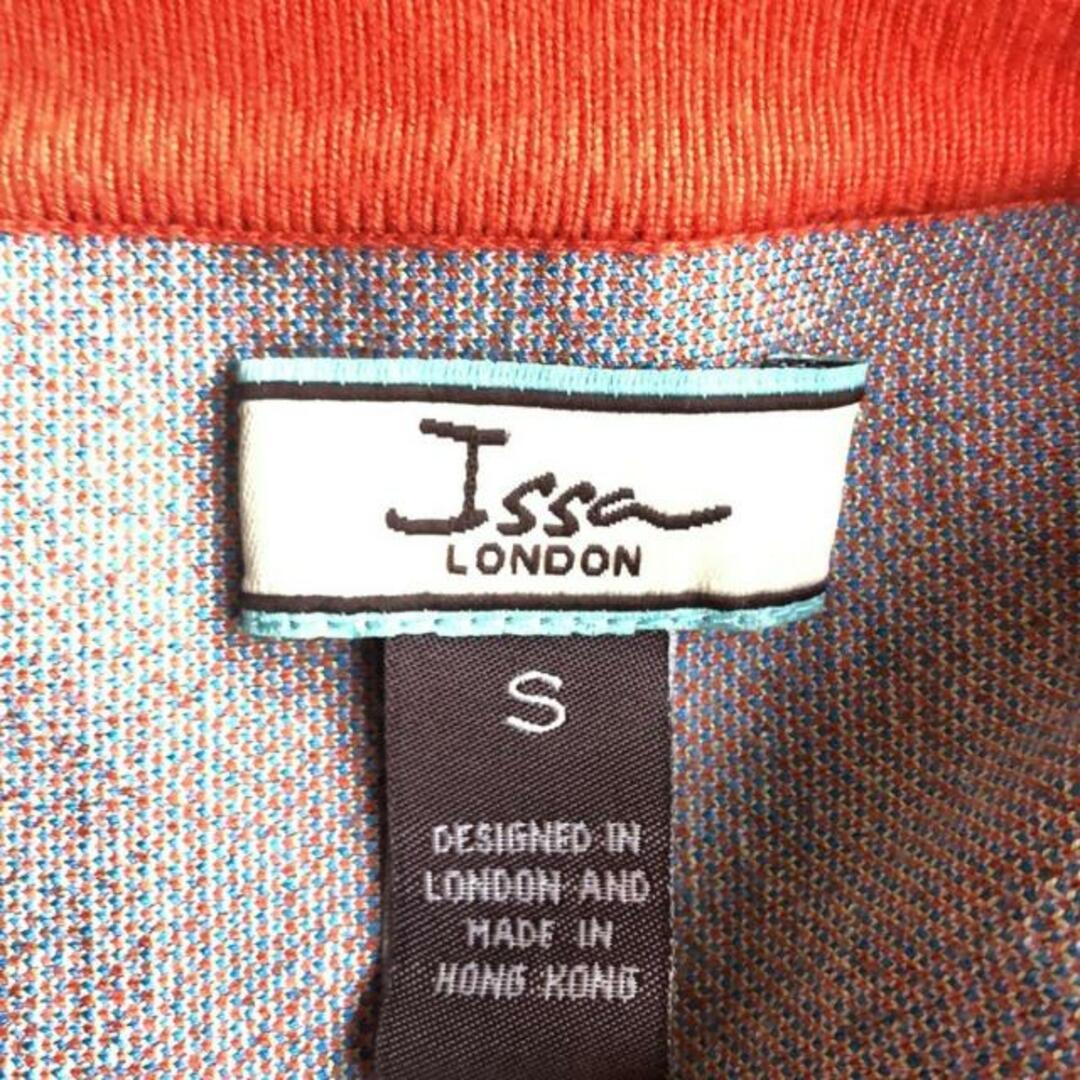 Issa
LONDON
S
DESIGNED IN
LONDON AND
MADE IN
HONG KONG